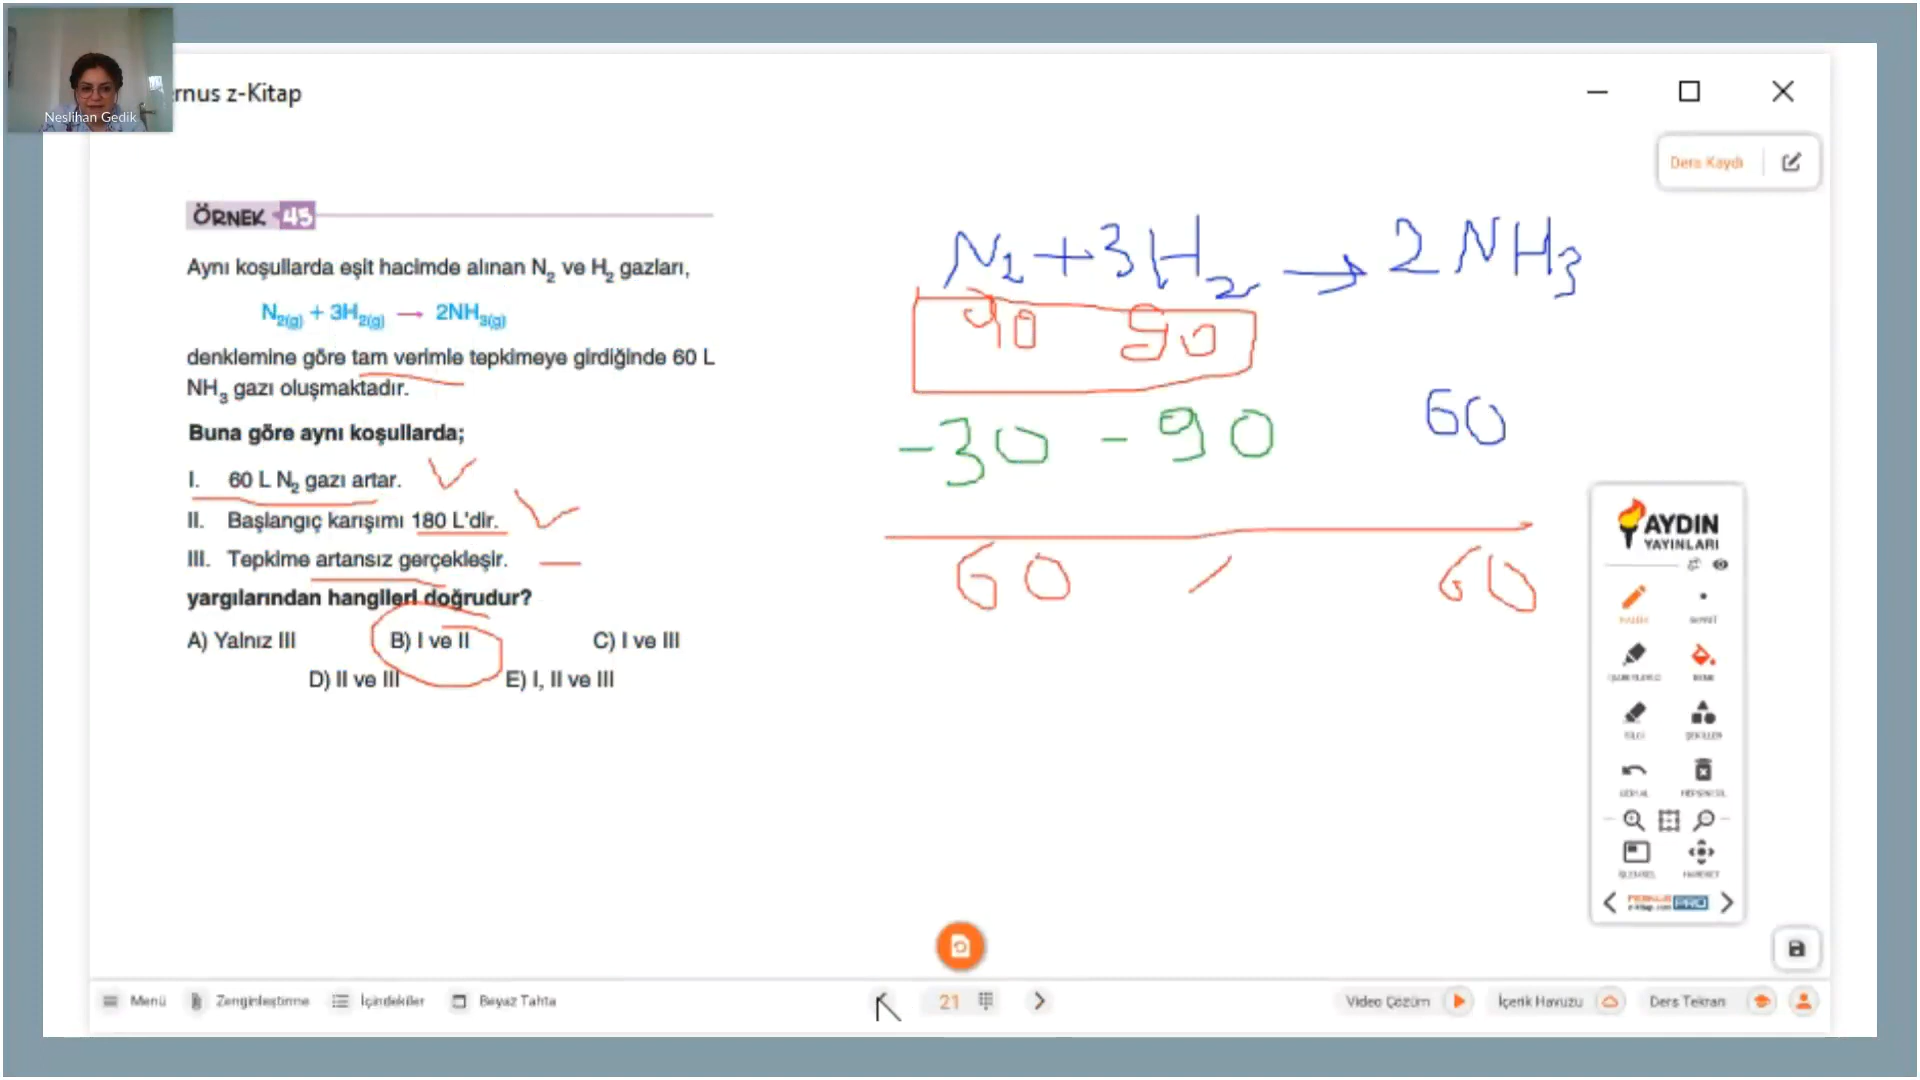 Neslihan Gedik
ernus z-Kitap
Ders Kaydı
ÖRNEK 45
Aynı koşullarda eşit hacimde alınan N₂ ve H₂ gazları,
N₂(g) + 3H₂(g) → 2NH₃(g)
denklemine göre tam verimle tepkimeye girdiğinde 60 L
NH₃ gazı oluşmaktadır.
Buna göre aynı koşullarda;
I. 60 L N₂ gazı artar.
II. Başlangıç karışımı 180 L'dir.
III. Tepkime artansız gerçekleşir.
yargılarından hangileri doğrudur?
A) Yalnız III B) I ve II C) I ve III
D) II ve III E) I, II ve III
N₂ + 3H₂ → 2NH₃
90 90
-30 -90 60
60 / 60
AYDIN
YAYINLARI
PRO
Menü Zenginleştirme İçindekiler Beyaz Tahta
21
Video Çözüm İçerik Havuzu Ders Tekrarı